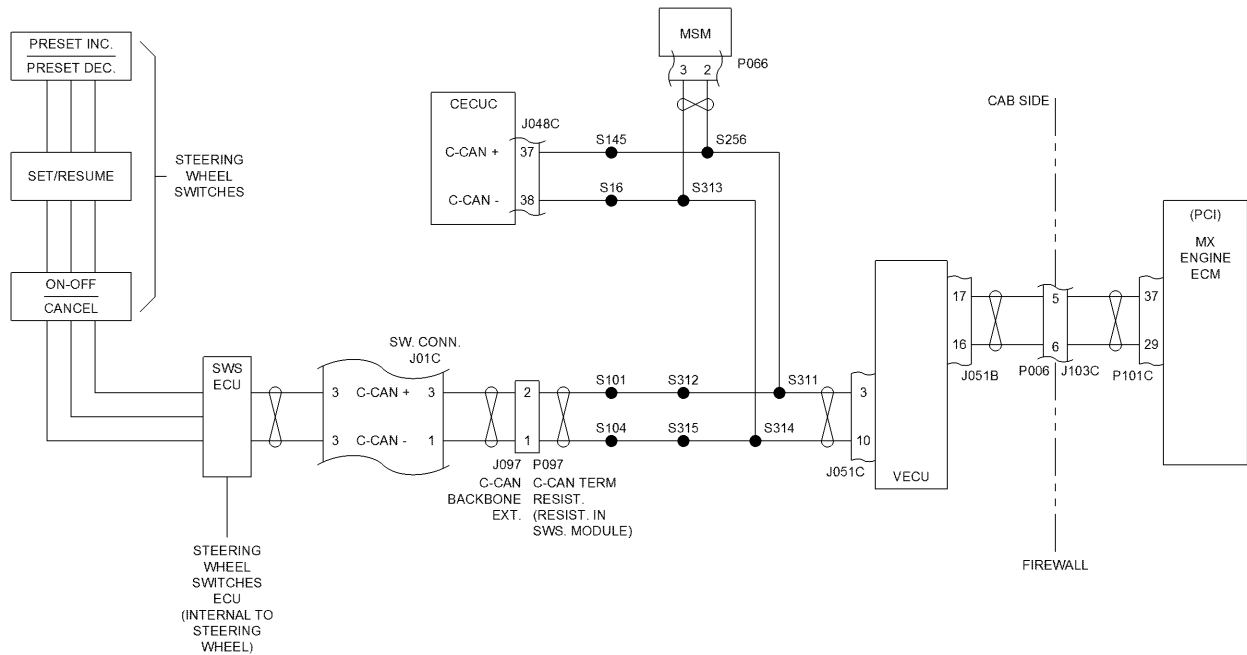 PRESET INC.
PRESET DEC.
SET/RESUME
ON-OFF
CANCEL
STEERING
WHEEL
SWITCHES
SWS
ECU
STEERING
WHEEL
SWITCHES
ECU
(INTERNAL TO
STEERING
WHEEL)
SW. CONN.
J01C
3 C-CAN + 3
3 C-CAN - 1
2
1
J097 P097
C-CAN C-CAN TERM
BACKBONE RESIST.
EXT. (RESIST. IN
SWS. MODULE)
MSM
3 2
P066
CECUC
J048C
C-CAN + 37
C-CAN - 38
S145
S256
S16
S313
S101
S312
S311
S104
S315
S314
3
10
J051C
VECU
17
16
J051B
CAB SIDE
5
6
P006
J103C
FIREWALL
37
29
P101C
(PCI)
MX
ENGINE
ECM